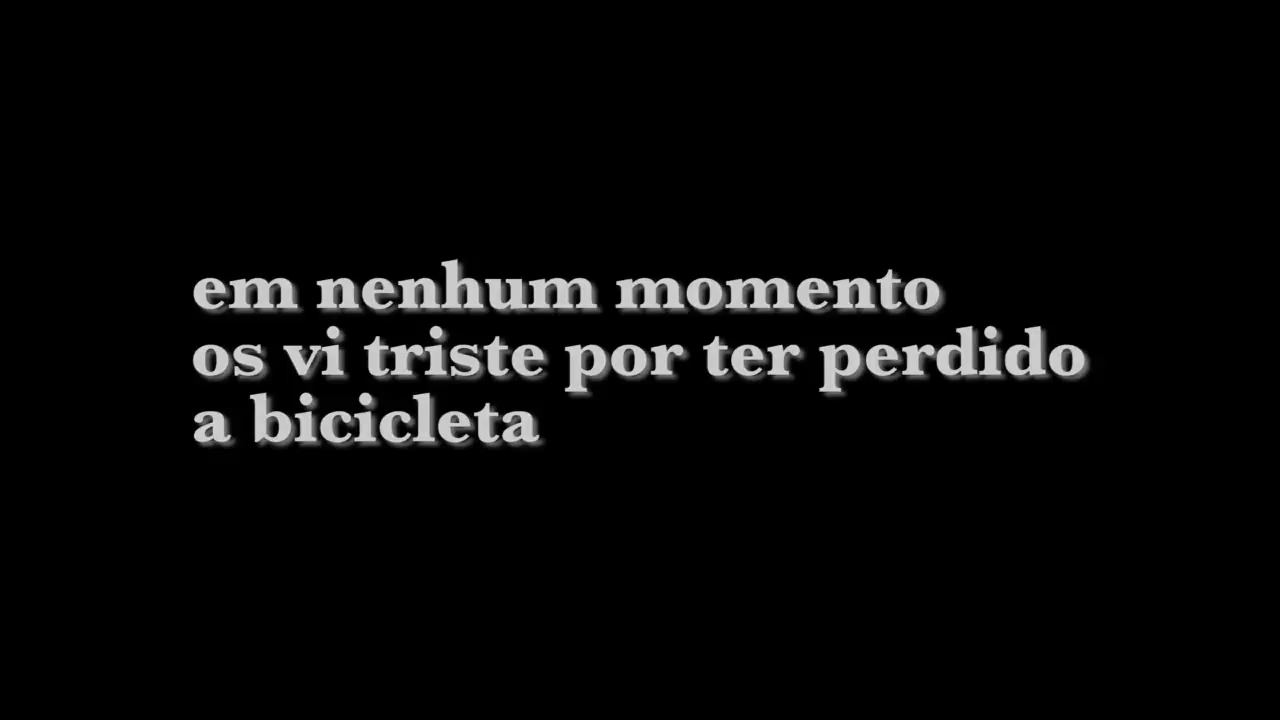 em nenhum momento
os vi triste por ter perdido
a bicicleta